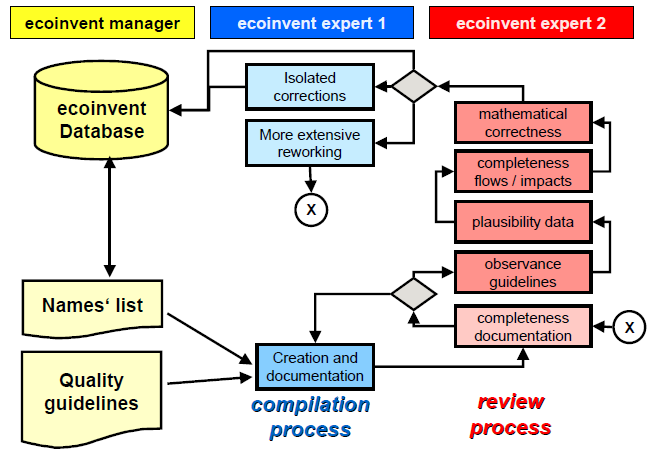 ecoinvent manager
ecoinvent expert 1
ecoinvent expert 2
ecoinvent
Database
Isolated
corrections
More extensive
reworking
X
mathematical
correctness
completeness
flows / impacts
plausibility data
observance
guidelines
completeness
documentation
X
Names‘ list
Quality
guidelines
Creation and
documentation
compilation
process
review
process